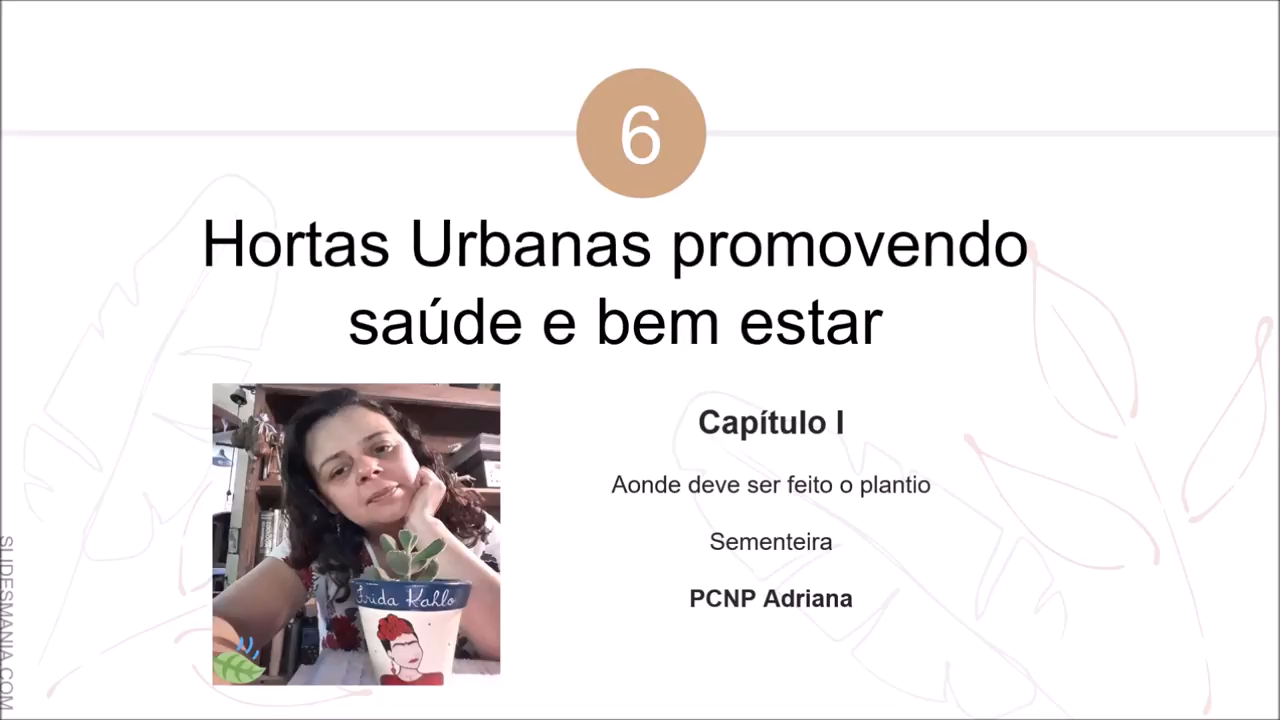 6
Hortas Urbanas promovendo
saúde e bem estar
Capítulo I
Aonde deve ser feito o plantio
Sementeira
PCNP Adriana
Frida Kahlo
SLIDESMANIA.COM